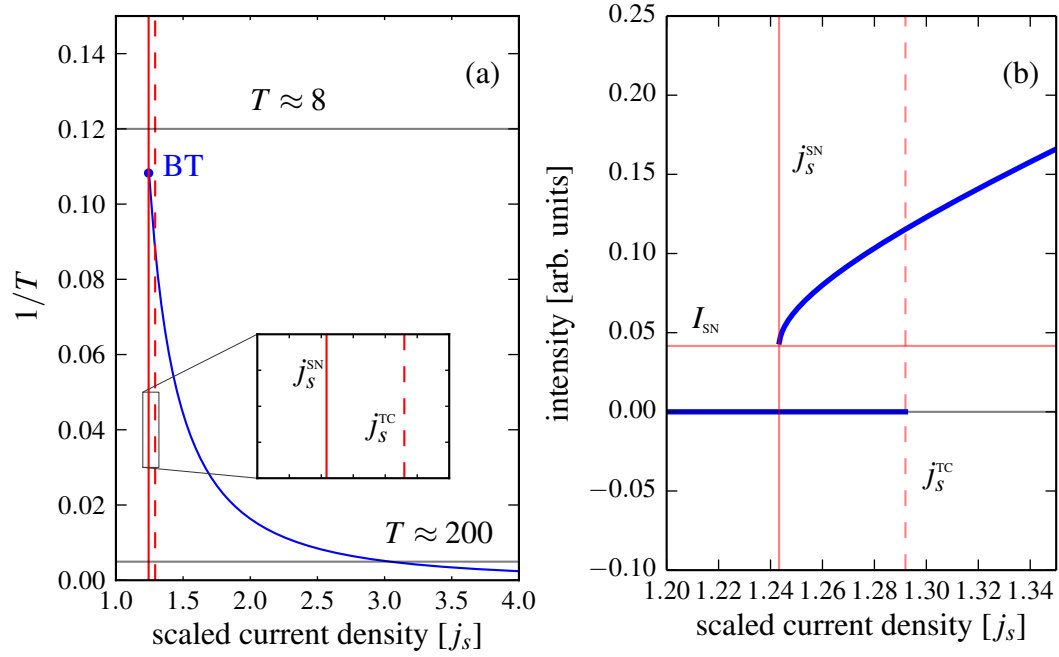 0.14
0.12
0.10
0.08
0.06
0.04
0.02
0.00
1/T
(a)
T ≈ 8
BT
j_s^SN
j_s^TC
T ≈ 200
1.0 1.5 2.0 2.5 3.0 3.5 4.0
scaled current density [j_s]
0.25
0.20
0.15
0.10
0.05
0.00
−0.05
−0.10
intensity [arb. units]
(b)
j_s^SN
I_SN
j_s^TC
1.20 1.22 1.24 1.26 1.28 1.30 1.32 1.34
scaled current density [j_s]